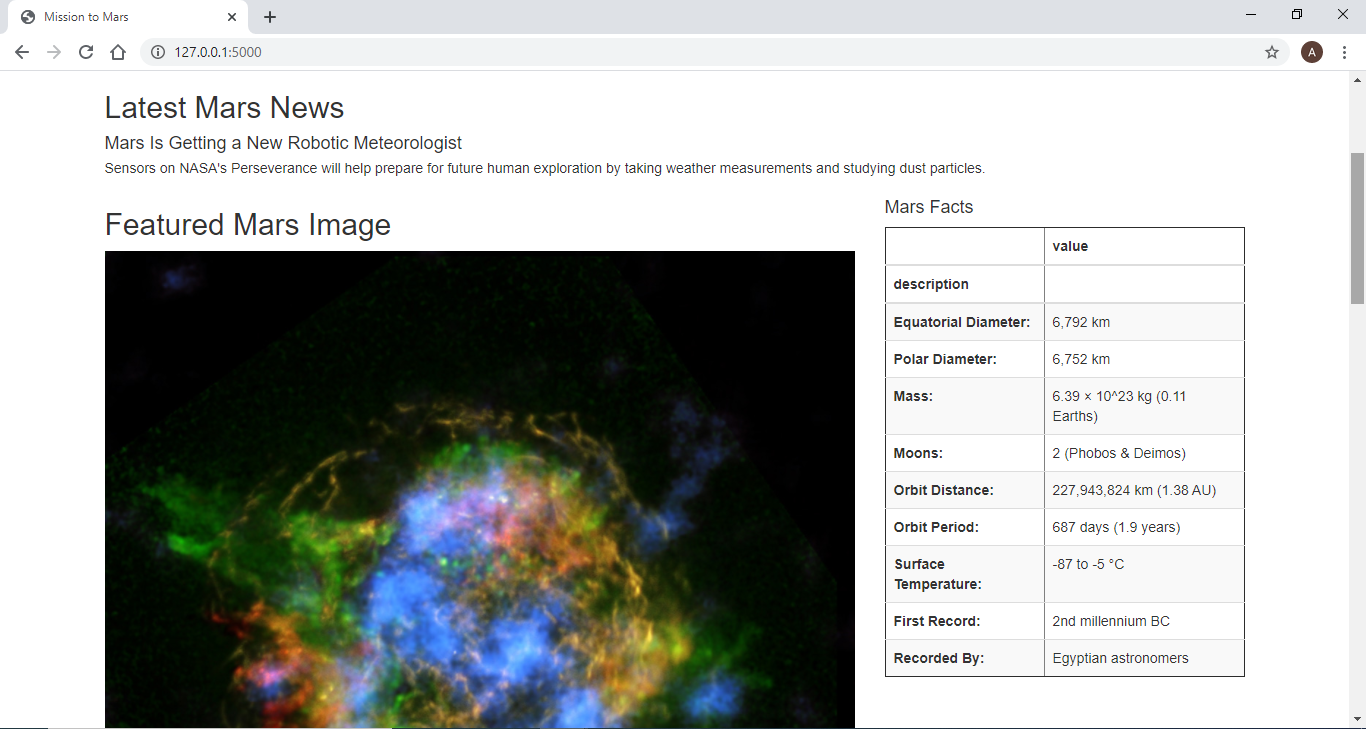 Mission to Mars
127.0.0.1:5000
A
Latest Mars News
Mars Is Getting a New Robotic Meteorologist
Sensors on NASA's Perseverance will help prepare for future human exploration by taking weather measurements and studying dust particles.
Featured Mars Image
Mars Facts
value
description
Equatorial Diameter: 6,792 km
Polar Diameter: 6,752 km
Mass: 6.39 × 10^23 kg (0.11
Earths)
Moons: 2 (Phobos & Deimos)
Orbit Distance: 227,943,824 km (1.38 AU)
Orbit Period: 687 days (1.9 years)
Surface -87 to -5 °C
Temperature:
First Record: 2nd millennium BC
Recorded By: Egyptian astronomers